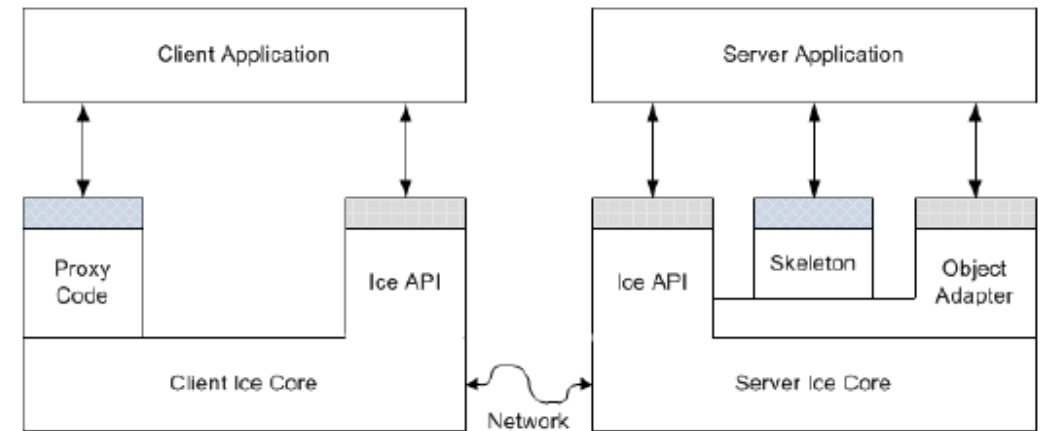 Client Application
Server Application
Proxy
Code
Ice API
Ice API
Skeleton
Object
Adapter
Client Ice Core
Server Ice Core
Network